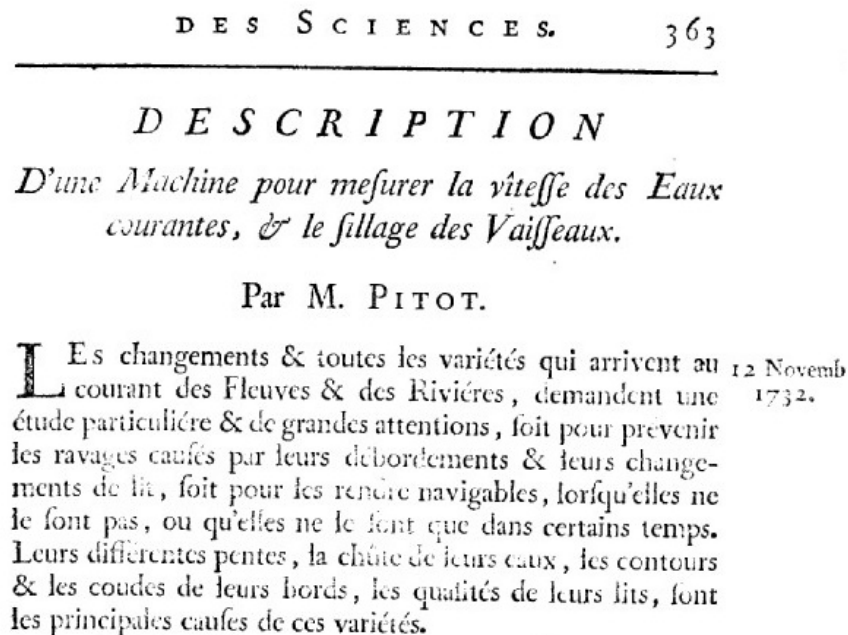 DES SCIENCES. 363
DESCRIPTION
D'une Machine pour meſurer la vîteſſe des Eaux
courantes, & le ſillage des Vaiſſeaux.
Par M. PITOT.
LEs changements & toutes les variétés qui arrivent au
12 Novemb
courant des Fleuves & des Riviéres, demandent une
1732.
étude particuliére & de grandes attentions, ſoit pour prévenir
les ravages cauſés par leurs débordements & leurs change-
ments de lit, ſoit pour les rendre navigables, lorſqu'elles ne
le ſont pas, ou qu'elles ne le ſont que dans certains temps.
Leurs différentes pentes, la chûte de leurs eaux, les contours
& les coudes de leurs bords, les qualités de leurs lits, ſont
les principales cauſes de ces variétés.